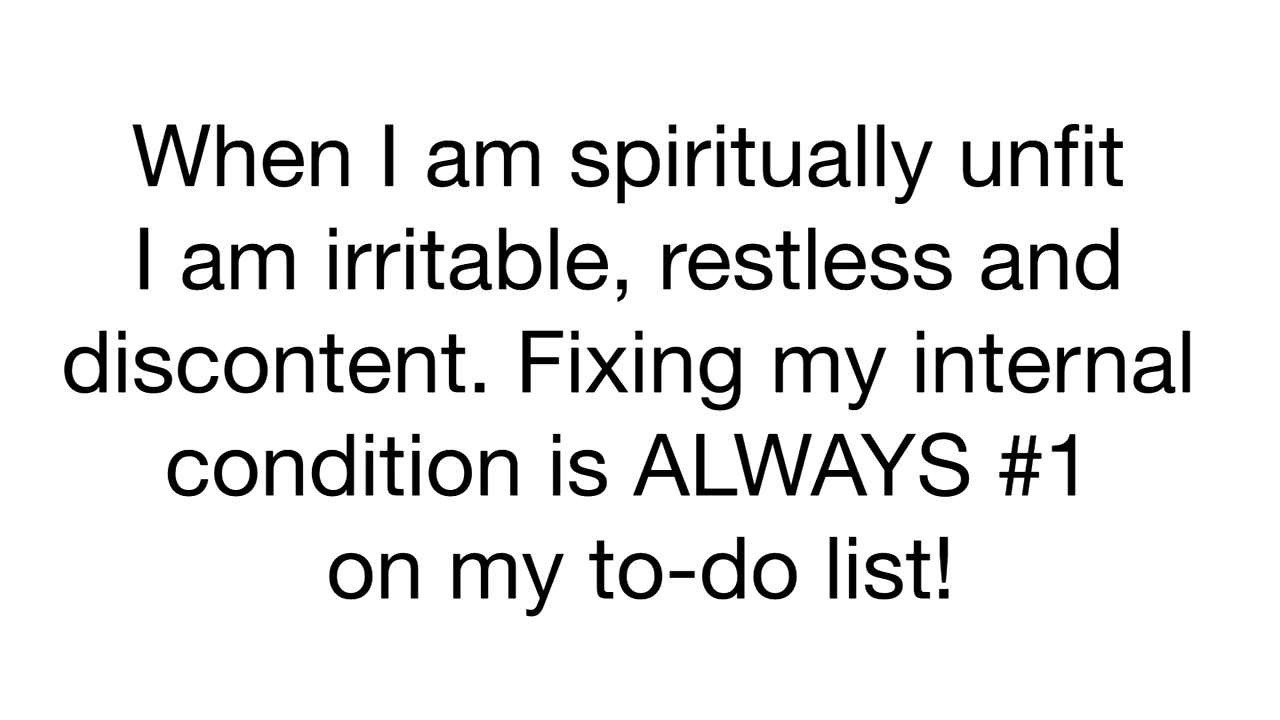 When I am spiritually unfit
I am irritable, restless and
discontent. Fixing my internal
condition is ALWAYS #1
on my to-do list!